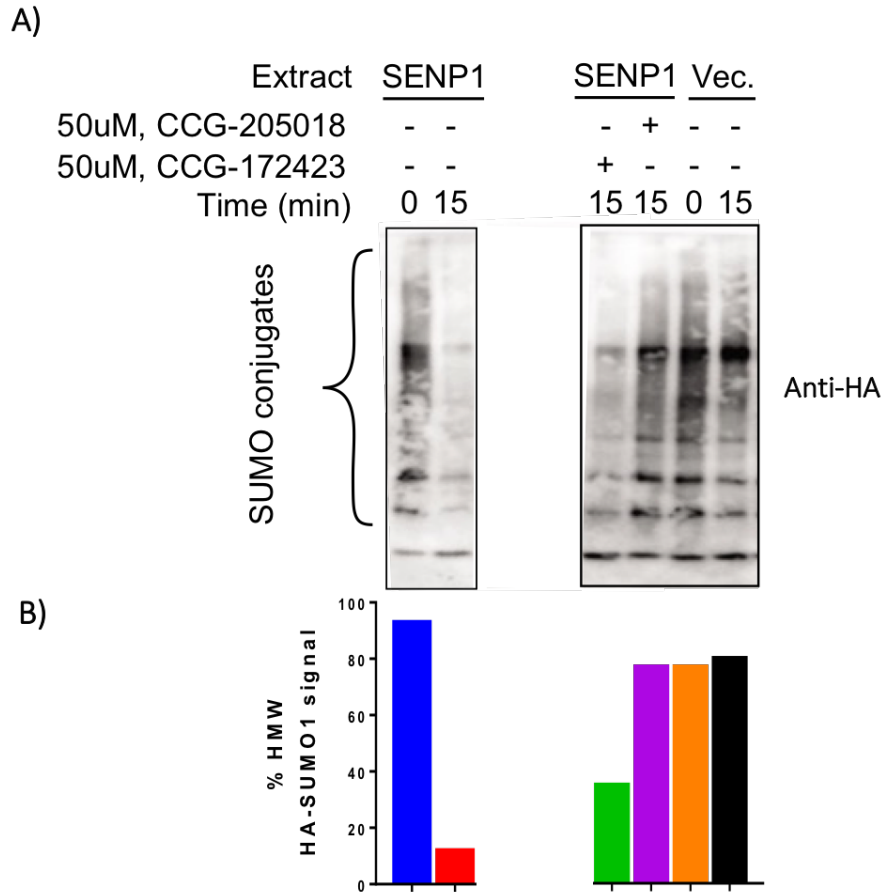 A)
Extract SENP1 SENP1 Vec.
50uM, CCG-205018 - - - + - -
50uM, CCG-172423 - - + - - -
Time (min) 0 15 15 15 0 15
SUMO conjugates
Anti-HA
B)
% HMW
HA-SUMO1 signal
100
80
60
40
20
0